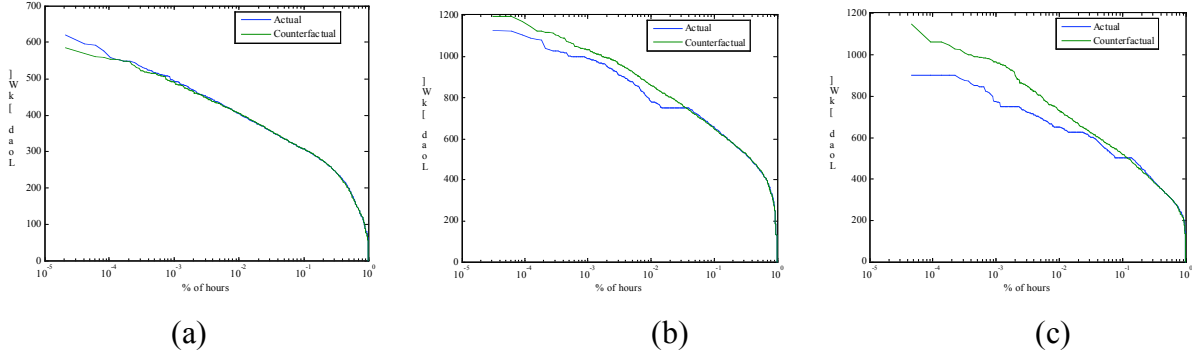 700
600
500
400
300
200
100
0
]
W
k
[
d
a
o
L
Actual
Counterfactual
10^-5 10^-4 10^-3 10^-2 10^-1 10^0
% of hours
(a)
1200
1000
800
600
400
200
0
]
W
k
[
d
a
o
L
Actual
Counterfactual
10^-5 10^-4 10^-3 10^-2 10^-1 10^0
% of hours
(b)
1200
1000
800
600
400
200
0
]
W
k
[
d
a
o
L
Actual
Counterfactual
10^-5 10^-4 10^-3 10^-2 10^-1 10^0
% of hours
(c)